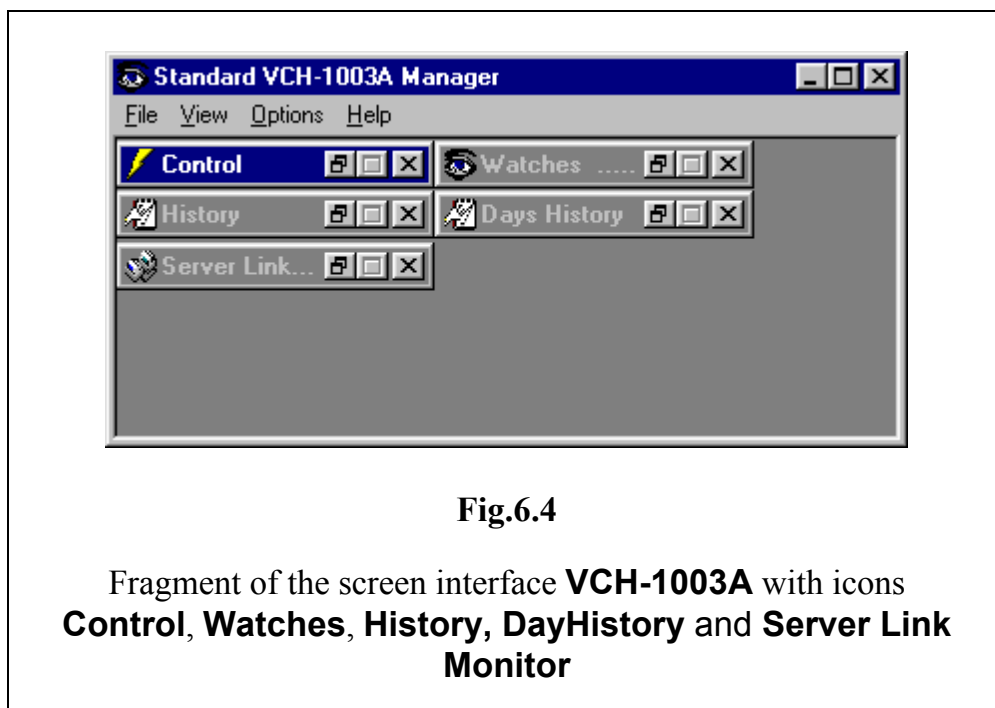 Standard VCH-1003A Manager
File View Options Help
Control
Watches .....
History
Days History
Server Link...
Fig.6.4
Fragment of the screen interface VCH-1003A with icons
Control, Watches, History, DayHistory and Server Link
Monitor